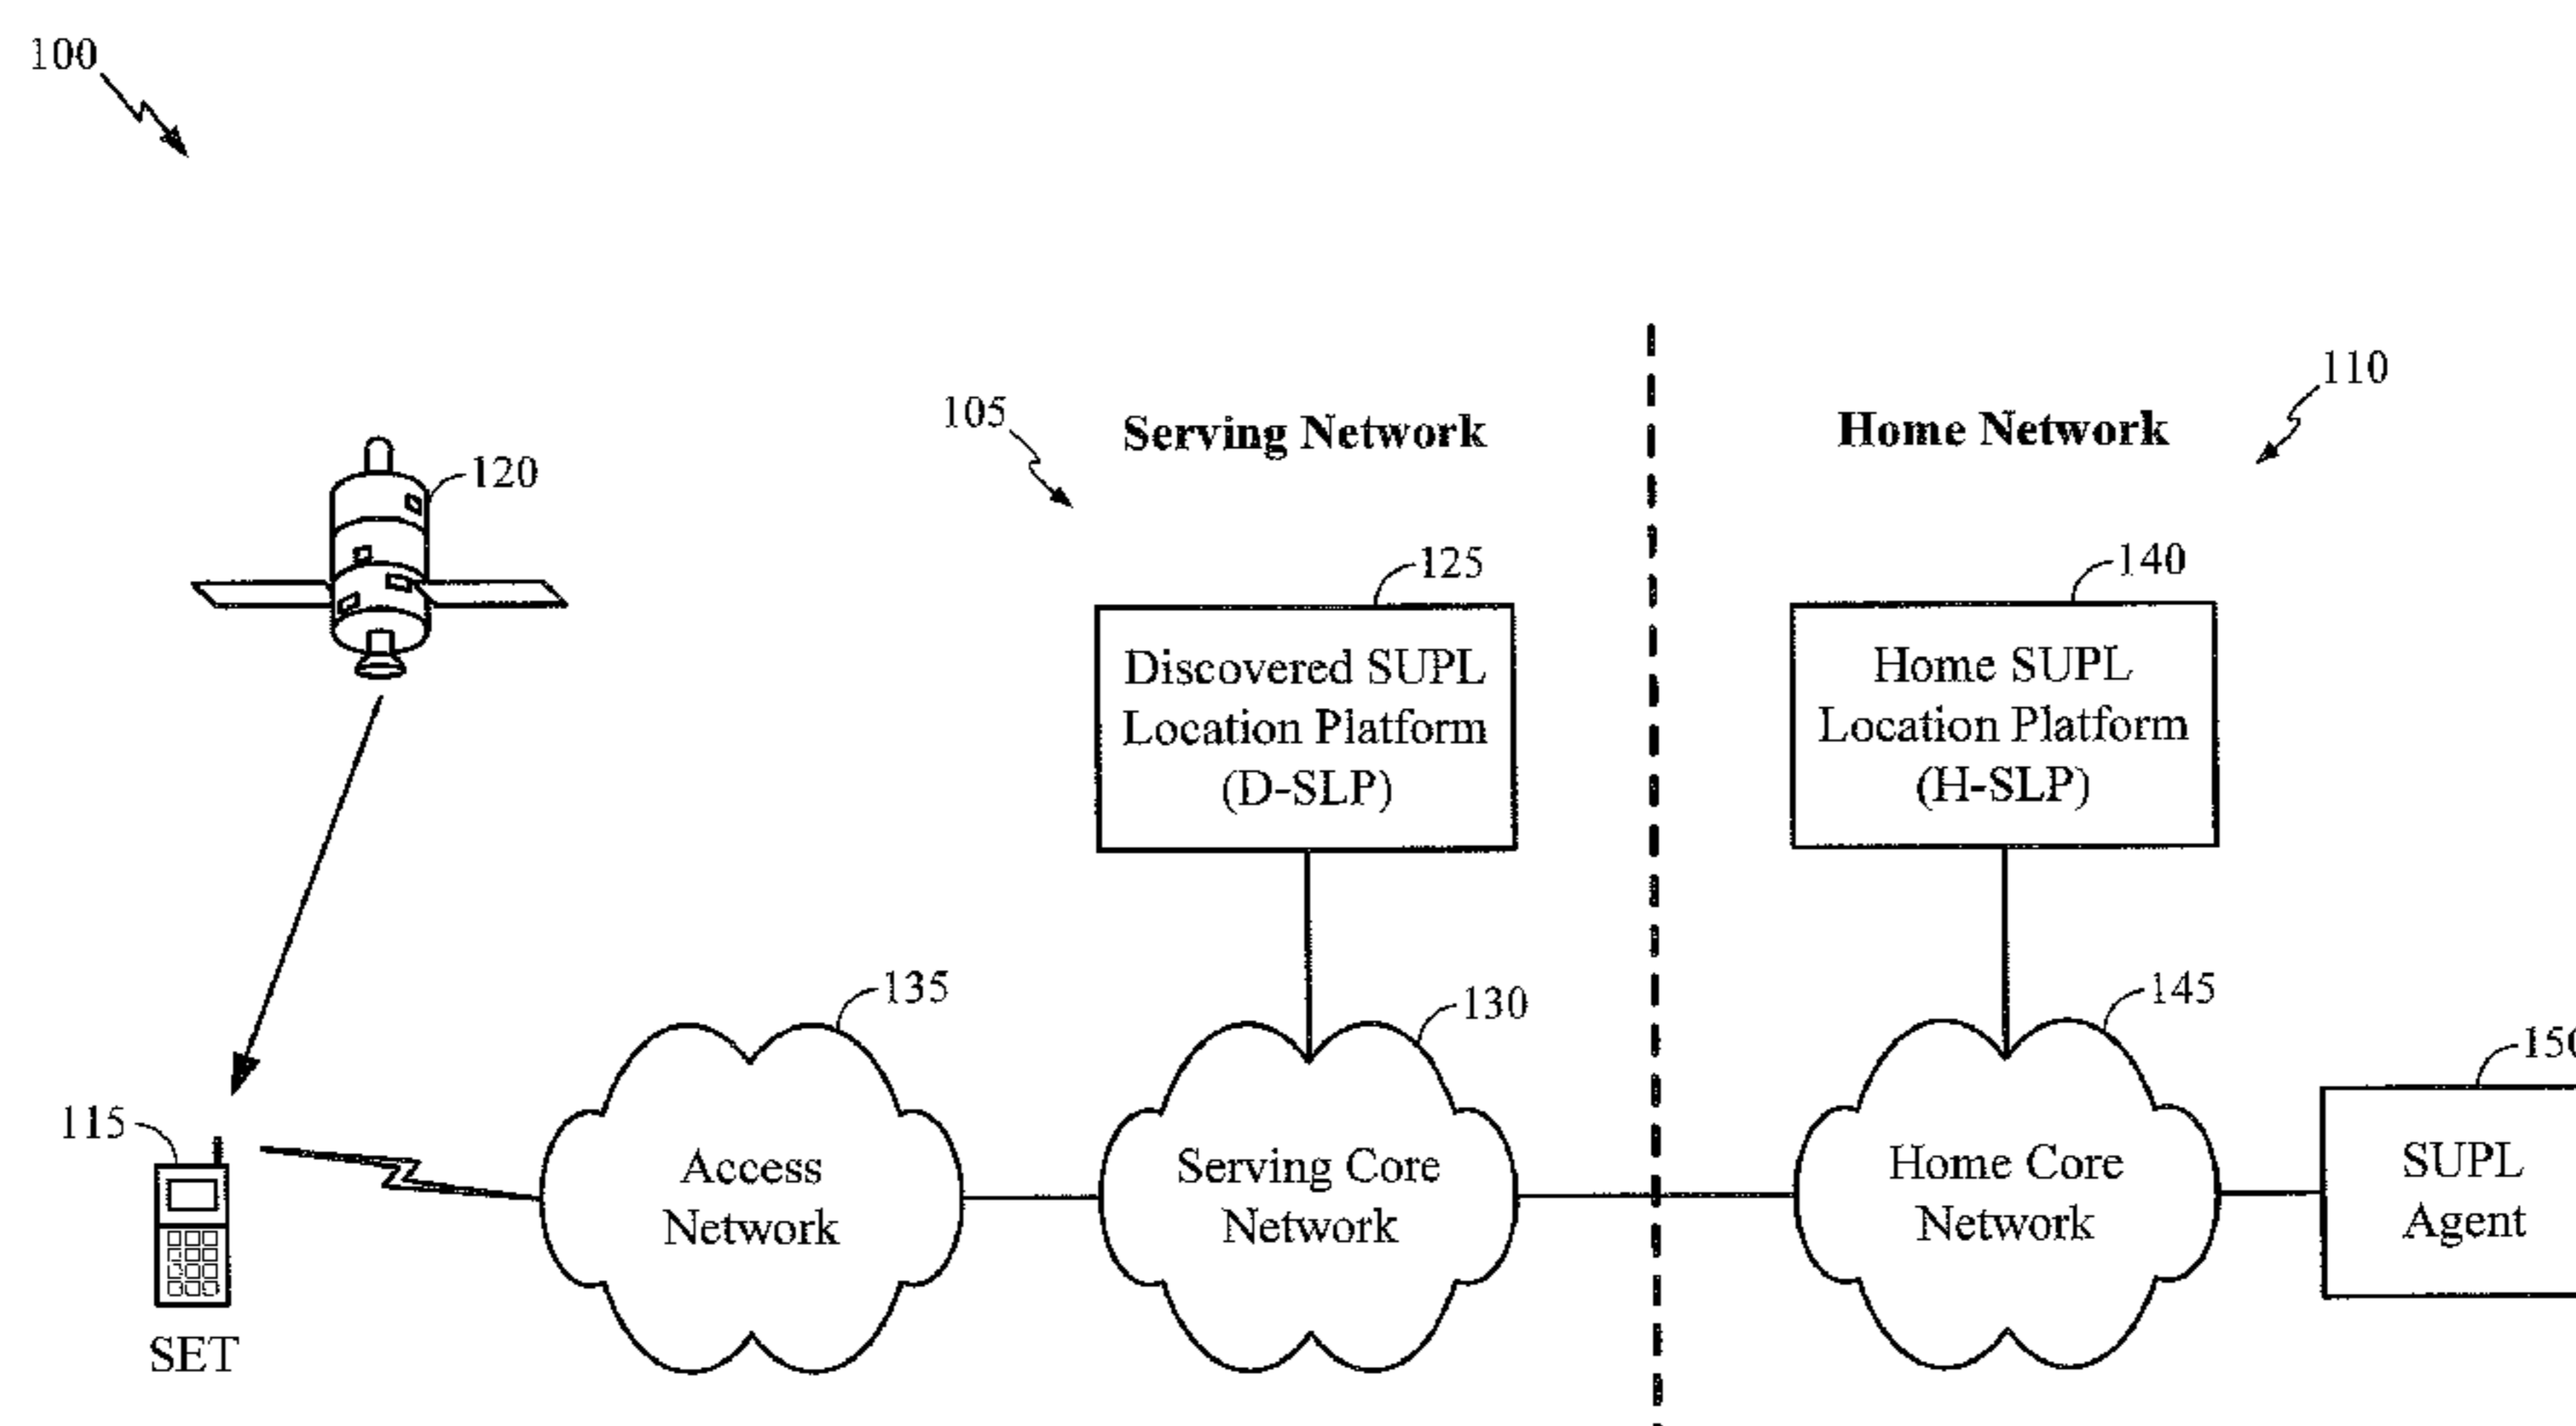 100
110
105
Serving Network
Home Network
120
125
140
Discovered SUPL
Location Platform
(D-SLP)
Home SUPL
Location Platform
(H-SLP)
135
130
145
115
Access
Network
Serving Core
Network
Home Core
Network
SUPL
Agent
SET